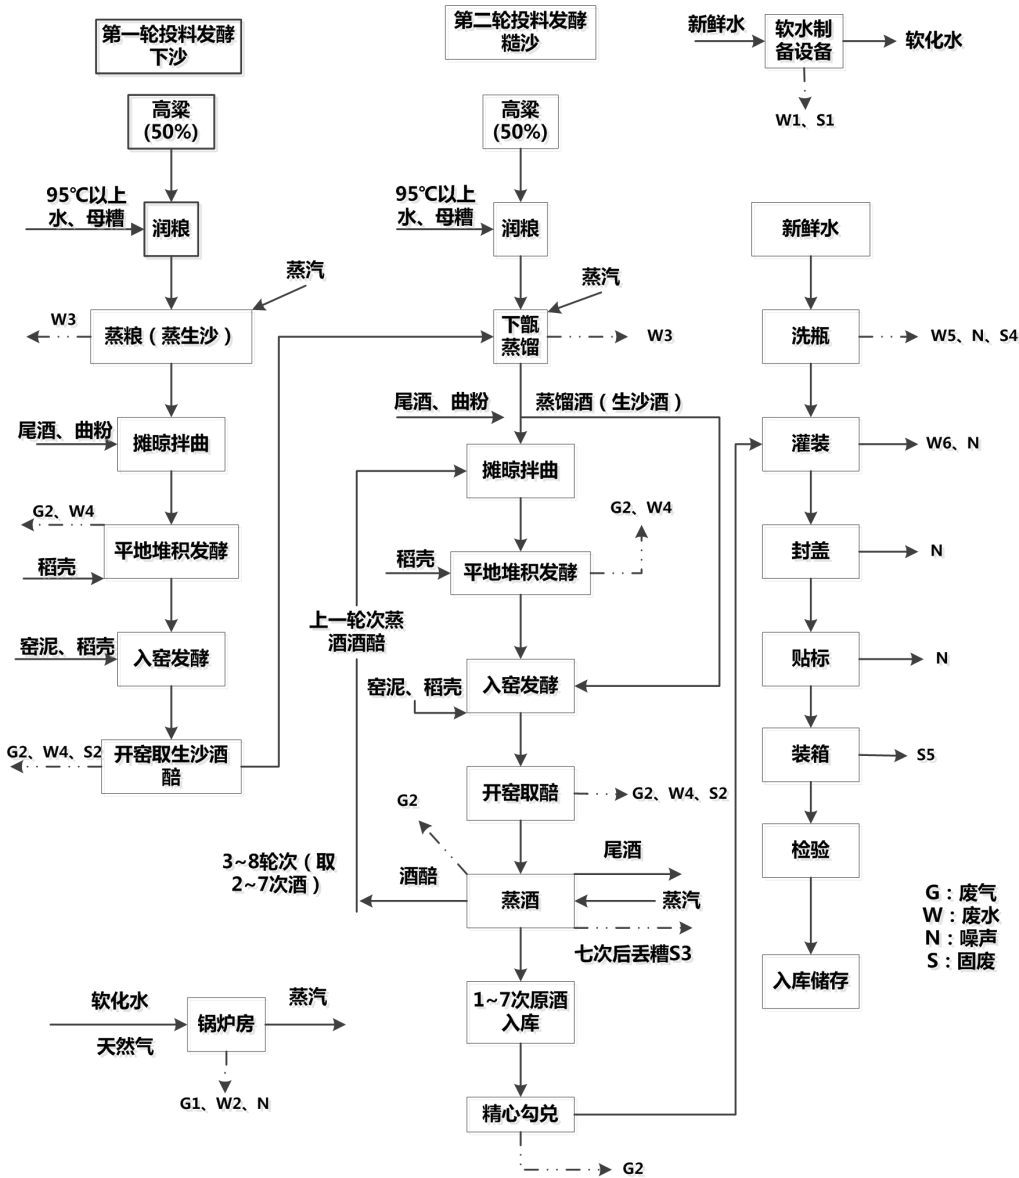 第一轮投料发酵
下沙
高粱
(50%)
95℃以上
水、母糟
润粮
蒸汽
W3
蒸粮（蒸生沙）
尾酒、曲粉
摊晾拌曲
G2、W4
平地堆积发酵
稻壳
窑泥、稻壳
入窑发酵
G2、W4、S2
开窑取生沙酒
醅
第二轮投料发酵
糙沙
高粱
(50%)
95℃以上
水、母糟
润粮
蒸汽
下甑
蒸馏
W3
尾酒、曲粉
蒸馏酒（生沙酒）
摊晾拌曲
G2、W4
稻壳
平地堆积发酵
上一轮次蒸
酒酒醅
窑泥、稻壳
入窑发酵
开窑取醅
G2、W4、S2
G2
3~8轮次（取
2~7次酒）
酒醅
蒸酒
尾酒
蒸汽
七次后丢糟S3
1~7次原酒
入库
精心勾兑
G2
软化水
天然气
锅炉房
蒸汽
G1、W2、N
新鲜水
软水制
备设备
软化水
W1、S1
新鲜水
洗瓶
W5、N、S4
灌装
W6、N
封盖
N
贴标
N
装箱
S5
检验
入库储存
G：废气
W：废水
N：噪声
S：固废